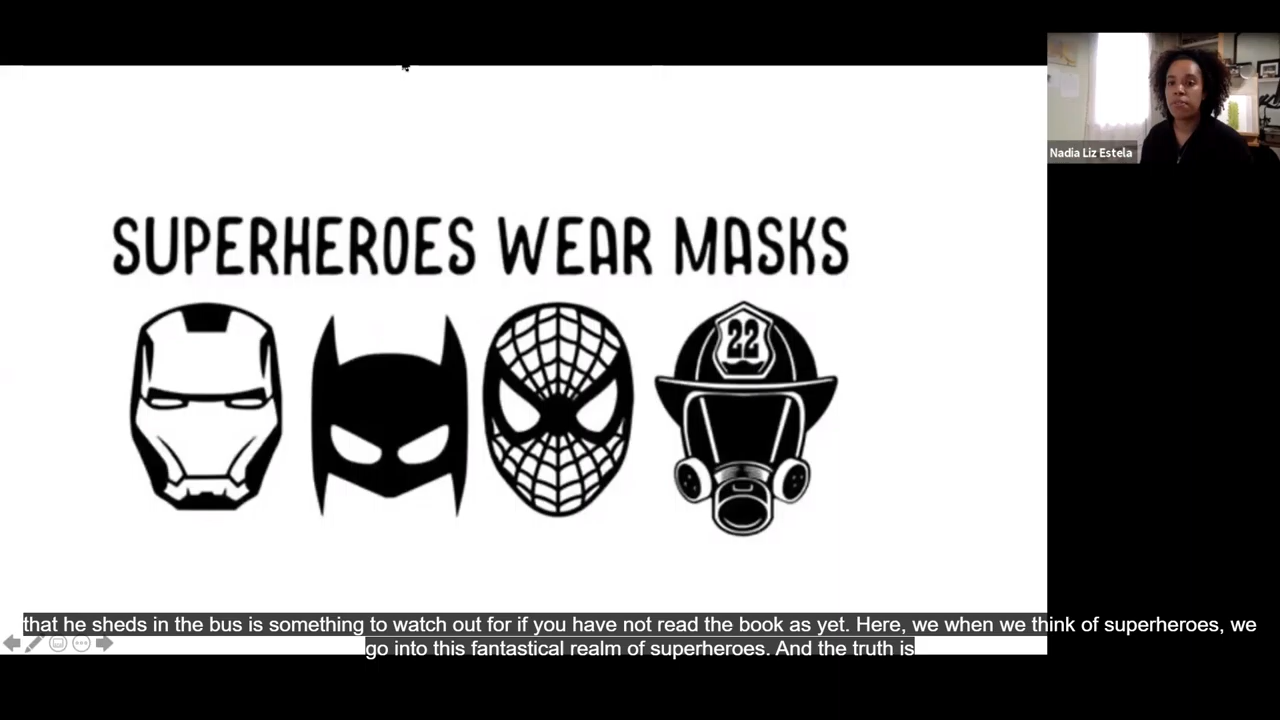 Nadia Liz Estela
SUPERHEROES WEAR MASKS
22
that he sheds in the bus is something to watch out for if you have not read the book as yet. Here, we when we think of superheroes, we
go into this fantastical realm of superheroes. And the truth is